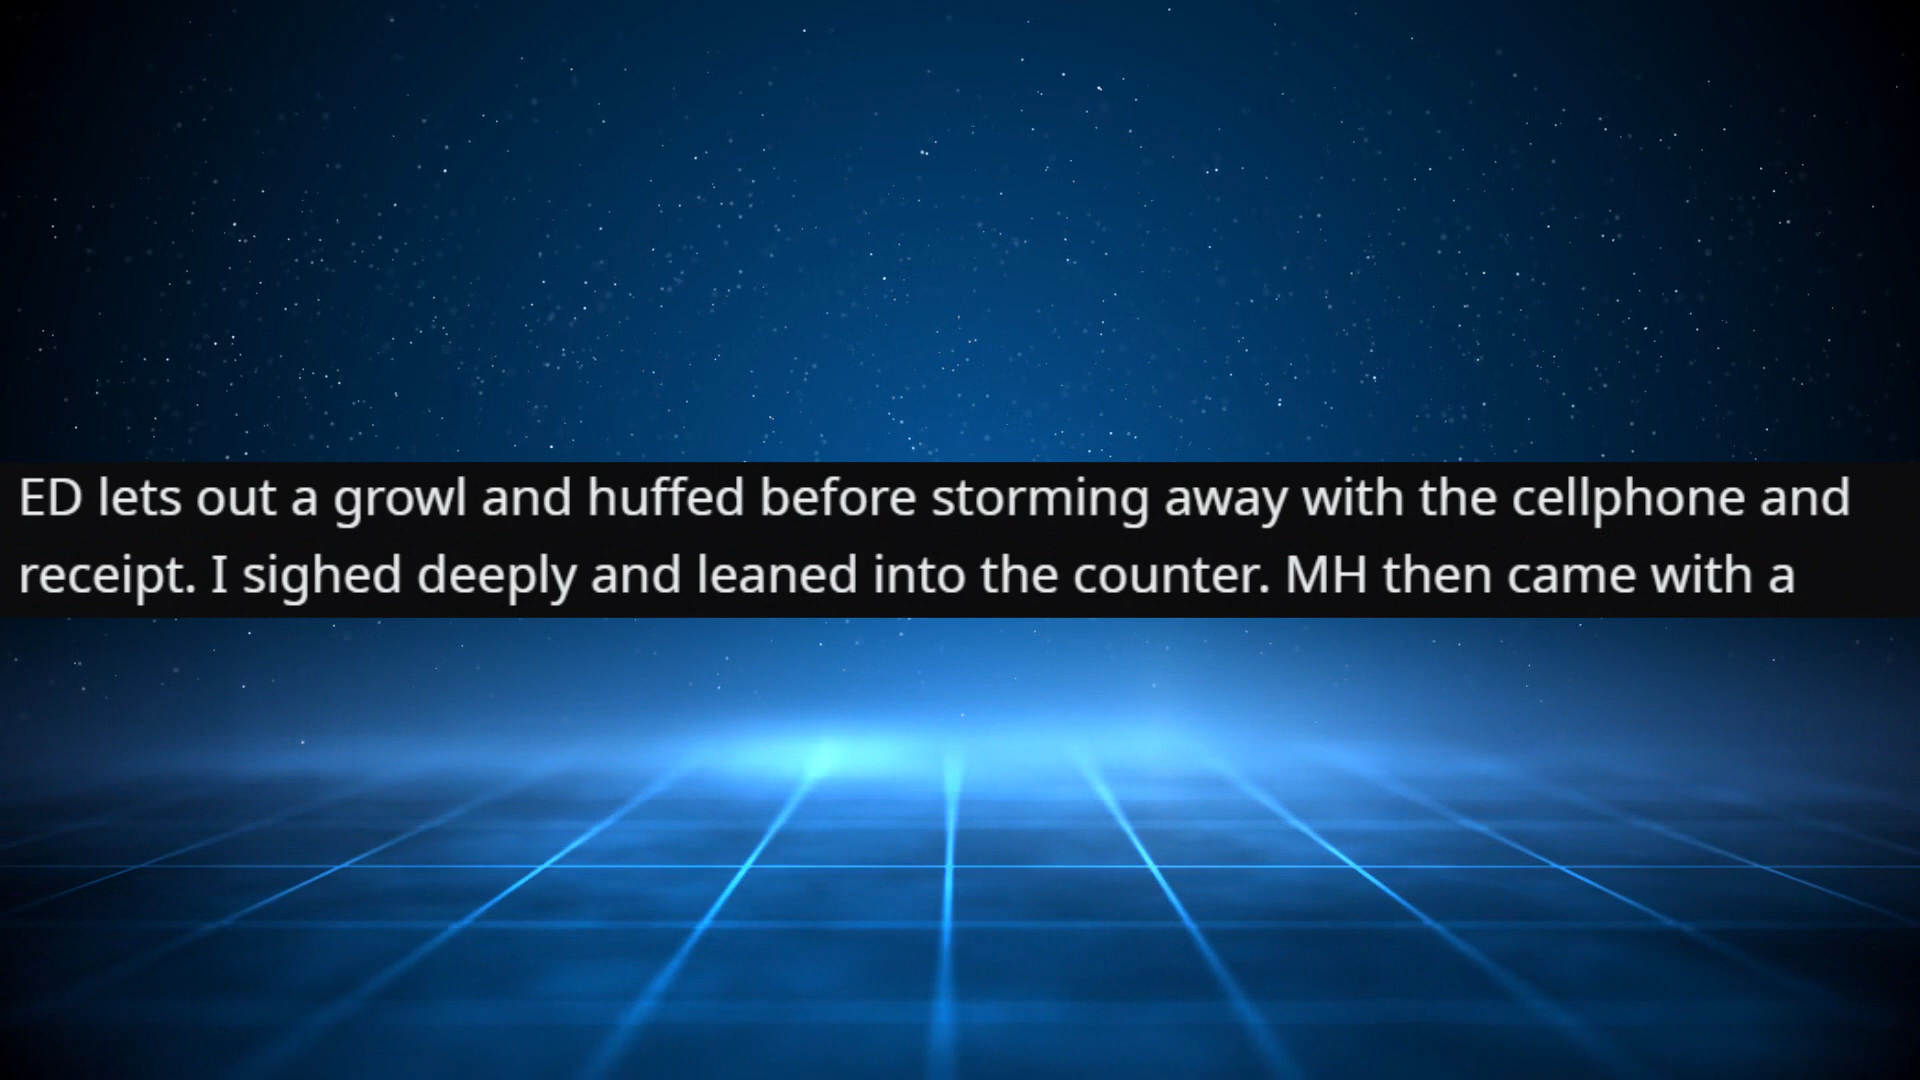 ED lets out a growl and huffed before storming away with the cellphone and
receipt. I sighed deeply and leaned into the counter. MH then came with a